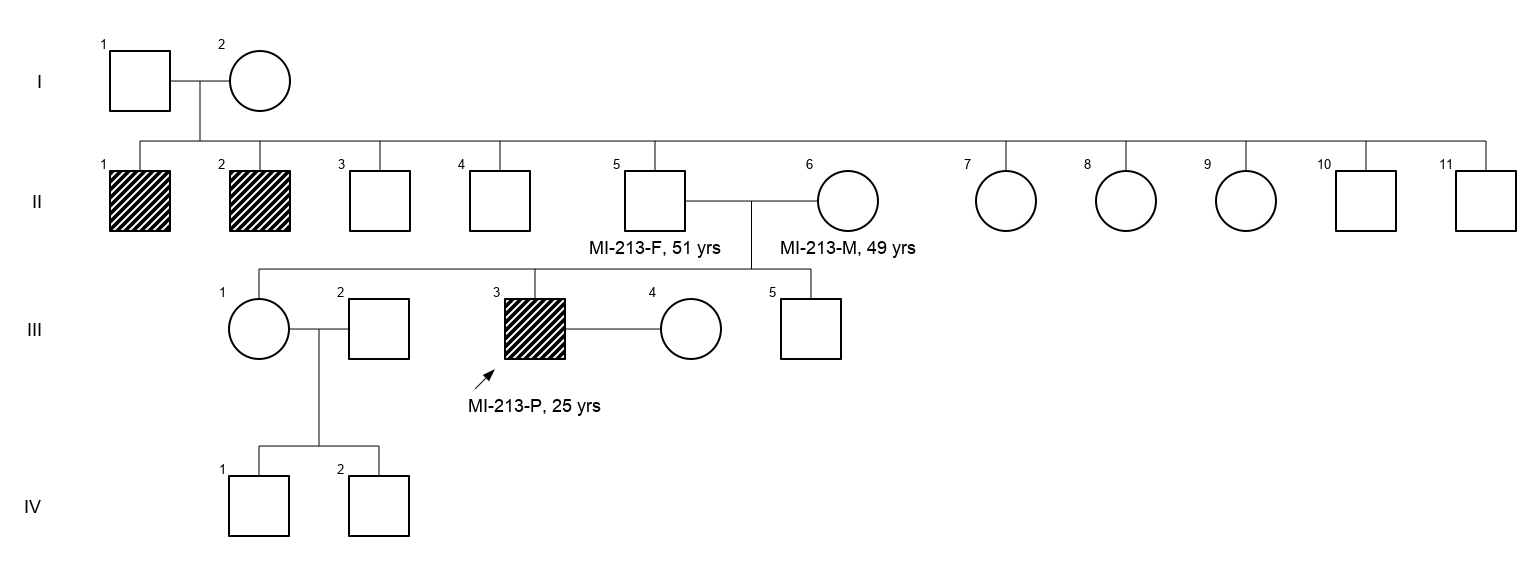 1 2
I
1 2 3 4 5 6 7 8 9 10 11
II
MI-213-F, 51 yrs MI-213-M, 49 yrs
1 2 3 4 5
III
MI-213-P, 25 yrs
1 2
IV